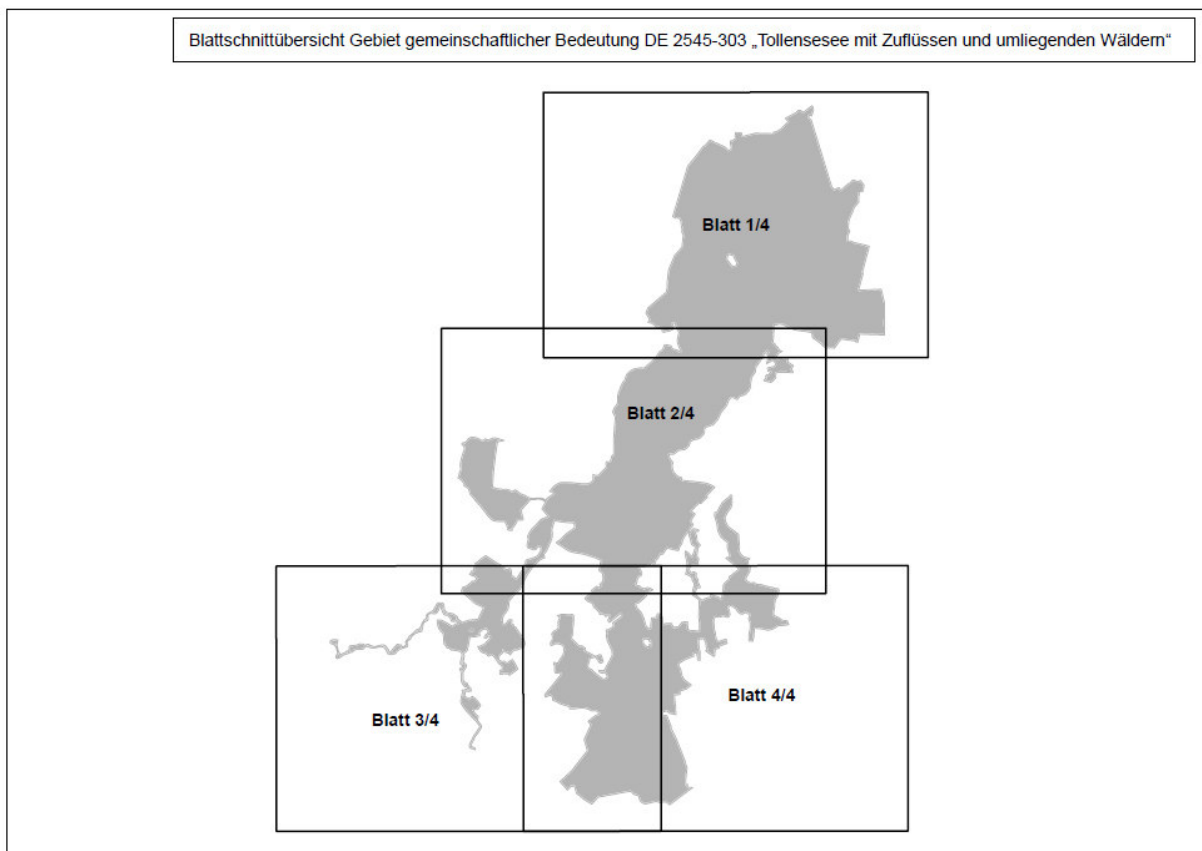 Blattschnittübersicht Gebiet gemeinschaftlicher Bedeutung DE 2545-303 „Tollensesee mit Zuflüssen und umliegenden Wäldern“
Blatt 1/4
Blatt 2/4
Blatt 3/4
Blatt 4/4